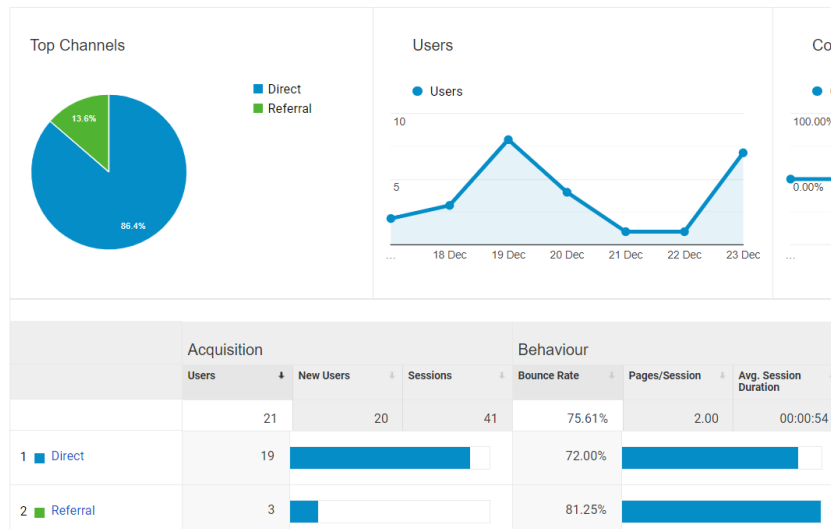 Top Channels
Direct
Referral
13.6%
86.4%
Users
Users
10
5
...
18 Dec
19 Dec
20 Dec
21 Dec
22 Dec
23 Dec
Co
100.00%
0.00%
...
Acquisition
Behaviour
Users
New Users
Sessions
Bounce Rate
Pages/Session
Avg. Session
Duration
21
20
41
75.61%
2.00
00:00:54
1 Direct
19
72.00%
2 Referral
3
81.25%